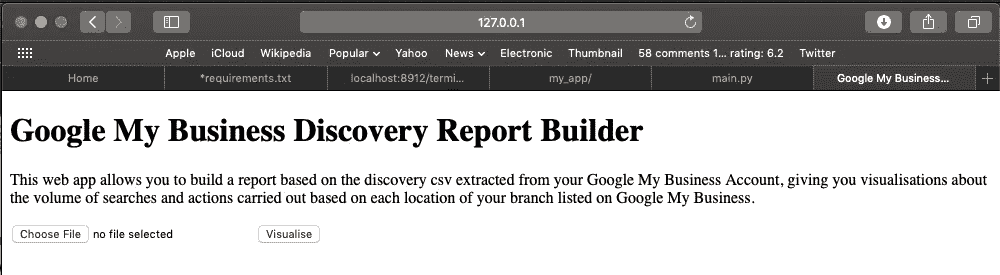 127.0.0.1
Apple iCloud Wikipedia Popular Yahoo News Electronic Thumbnail 58 comments 1... rating: 6.2 Twitter
Home *requirements.txt localhost:8912/termi... my_app/ main.py Google My Business...
Google My Business Discovery Report Builder
This web app allows you to build a report based on the discovery csv extracted from your Google My Business Account, giving you visualisations about
the volume of searches and actions carried out based on each location of your branch listed on Google My Business.
Choose File no file selected Visualise